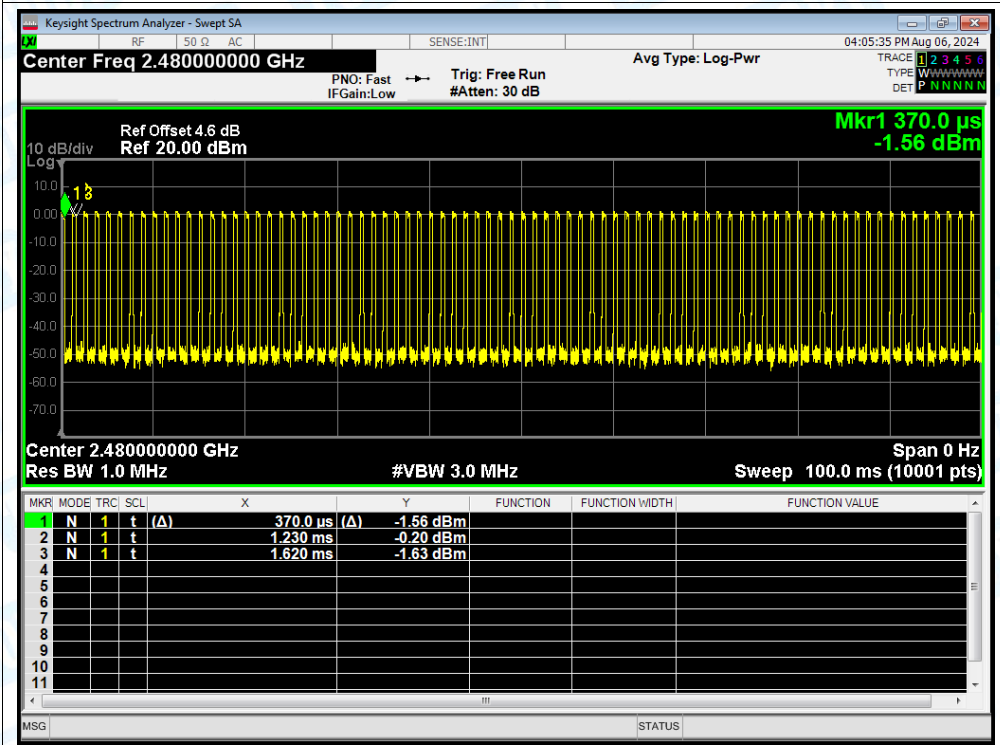 Keysight Spectrum Analyzer - Swept SA
LXI RF 50 Ω AC SENSE:INT 04:05:35 PM Aug 06, 2024
Center Freq 2.480000000 GHz Avg Type: Log-Pwr TRACE 1 2 3 4 5 6
PNO: Fast Trig: Free Run TYPE WWWWWW
IFGain:Low #Atten: 30 dB DET P N N N N N
Mkr1 370.0 µs
-1.56 dBm
Ref Offset 4.6 dB
10 dB/div Ref 20.00 dBm
Log
10.0
0.00
-10.0
-20.0
-30.0
-40.0
-50.0
-60.0
-70.0
1 3
Center 2.480000000 GHz Span 0 Hz
Res BW 1.0 MHz #VBW 3.0 MHz Sweep 100.0 ms (10001 pts)
MKR MODE TRC SCL X Y FUNCTION FUNCTION WIDTH FUNCTION VALUE
1 N 1 t (Δ) 370.0 µs (Δ) -1.56 dBm
2 N 1 t 1.230 ms -0.20 dBm
3 N 1 t 1.620 ms -1.63 dBm
4
5
6
7
8
9
10
11
MSG STATUS